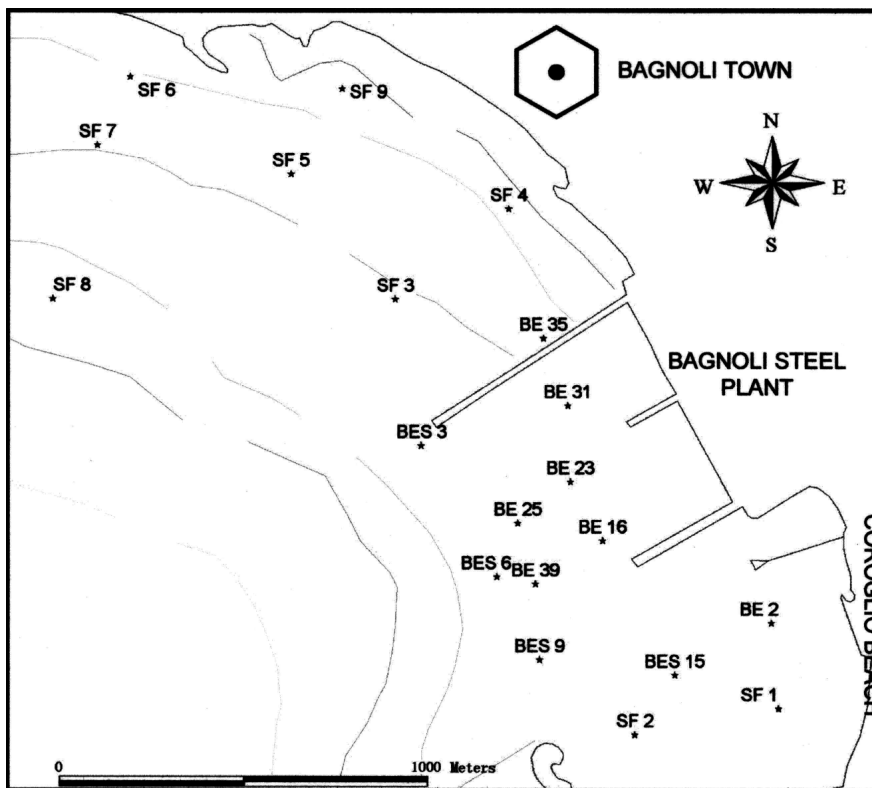 BAGNOLI TOWN
SF 6
SF 9
SF 7
SF 5
N
W
E
S
SF 4
SF 8
SF 3
BE 35
BAGNOLI STEEL
PLANT
BE 31
BES 3
BE 23
BE 25
BE 16
BES 6
BE 39
BE 2
BES 9
BES 15
SF 1
SF 2
COROGLIO BEACH
0
1000 Meters